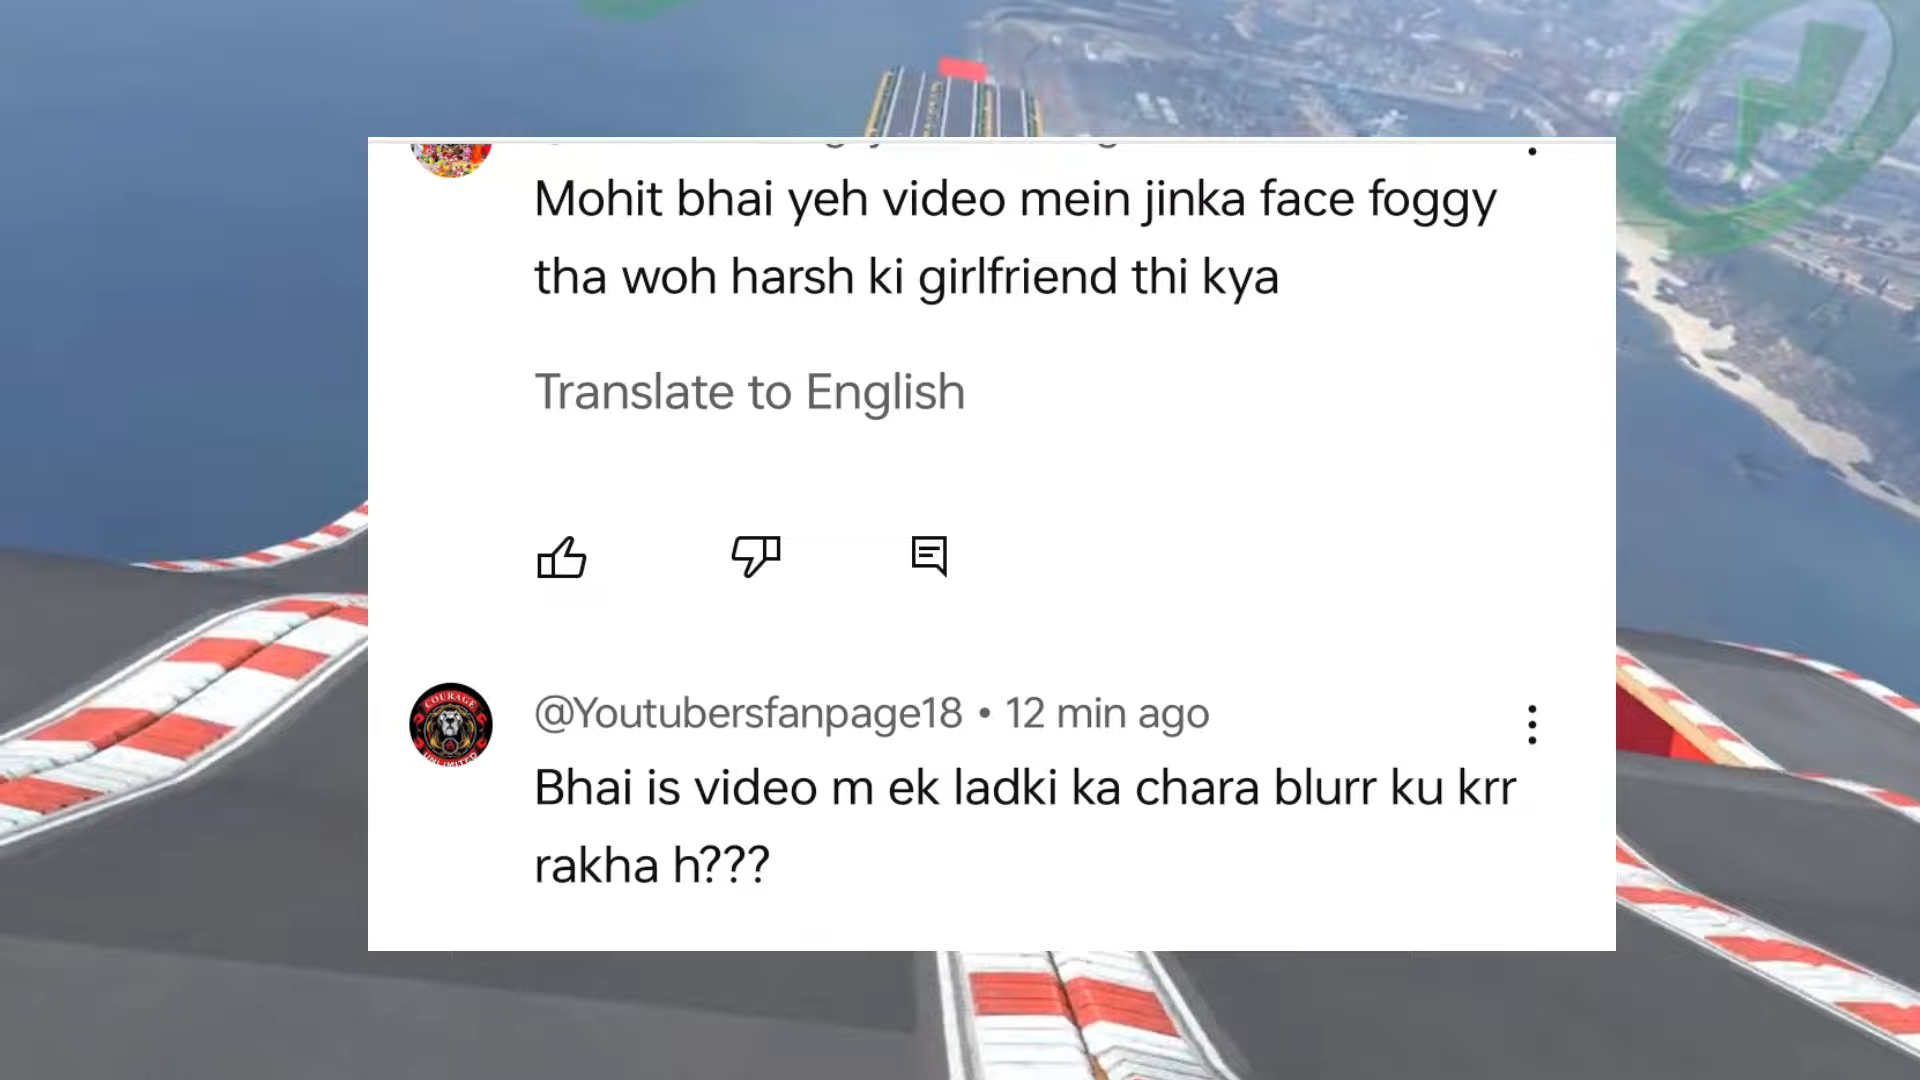 Mohit bhai yeh video mein jinka face foggy
tha woh harsh ki girlfriend thi kya
Translate to English
@Youtubersfanpage18 • 12 min ago
COURAGE
Bhai is video m ek ladki ka chara blurr ku krr
rakha h???